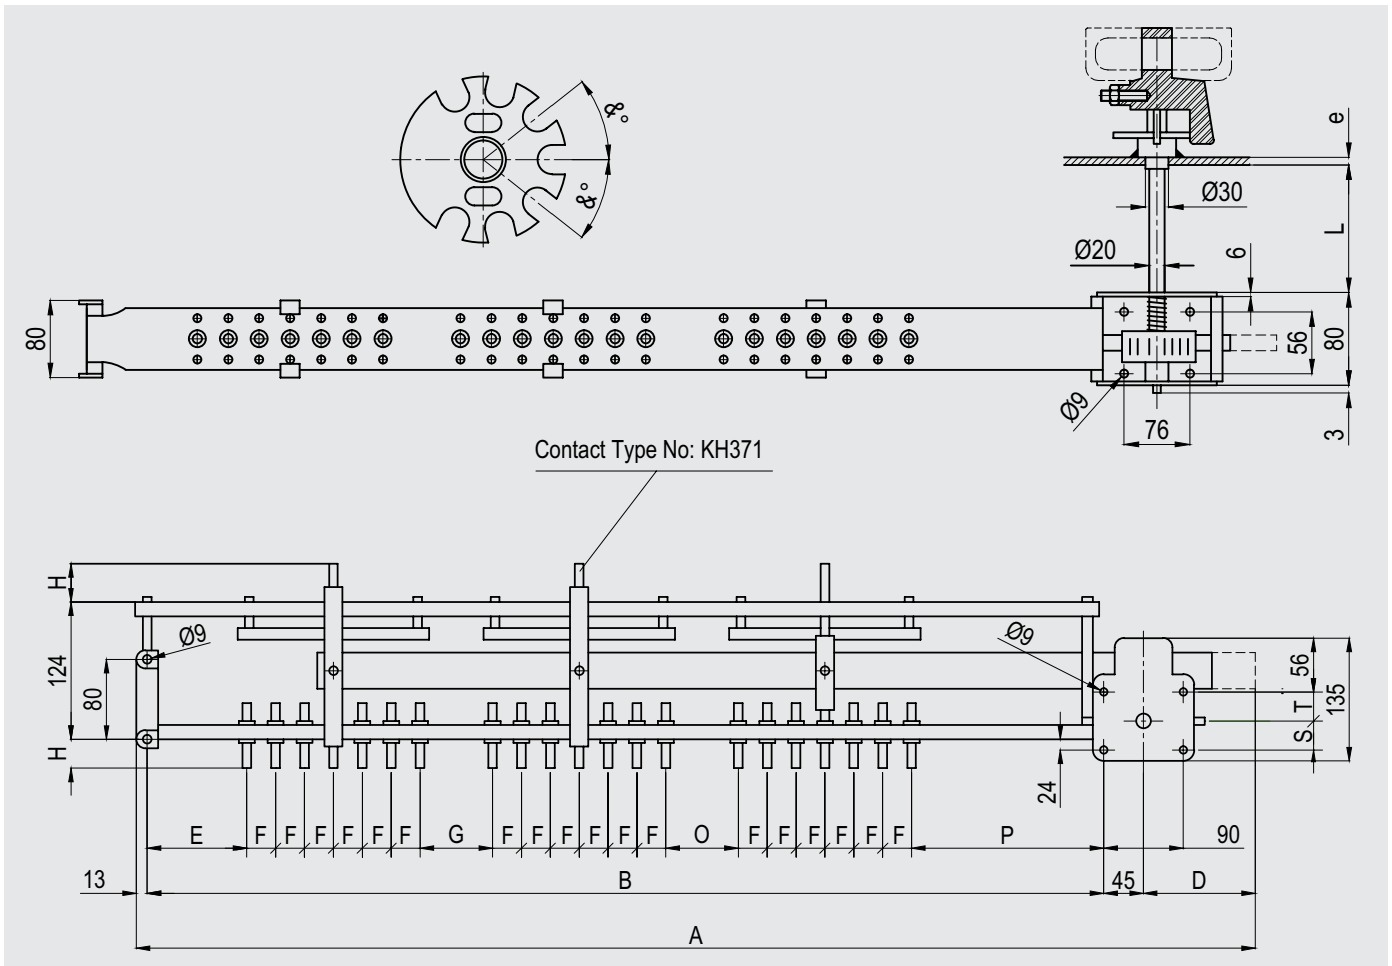 &°
&°
e
Ø30
L
Ø20
6
80
56
80
Ø9
76
3
Contact Type No: KH371
H
124
80
H
Ø9
Ø9
56
135
T
S
24
E F F F F F F G F F F F F F O F F F F F F P 90
13 B 45 D
A